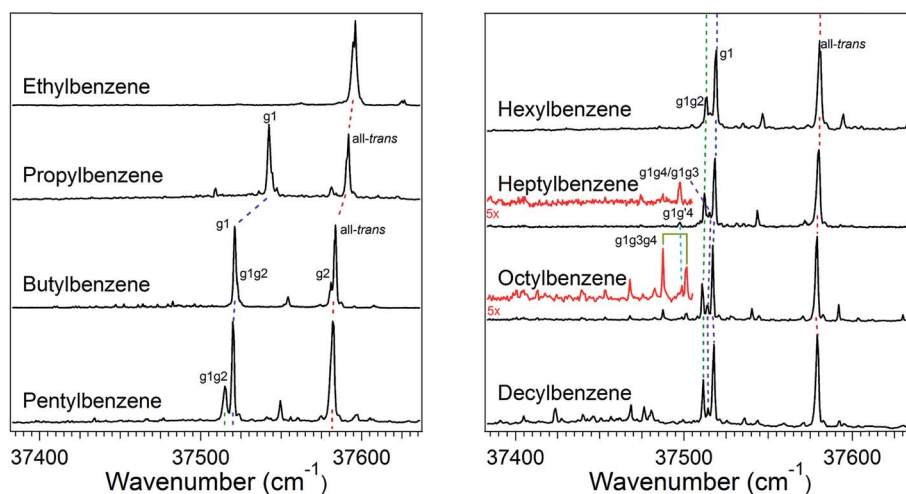 Ethylbenzene
g1
all-trans
Propylbenzene
g1
all-trans
g1g2
g2
Butylbenzene
g1g2
Pentylbenzene
37400
37500
37600
Wavenumber (cm-1)
all-trans
g1
g1g2
Hexylbenzene
g1g4/g1g3
Heptylbenzene
5x
g1g'4
g1g3g4
Octylbenzene
5x
Decylbenzene
37400
37500
37600
Wavenumber (cm-1)